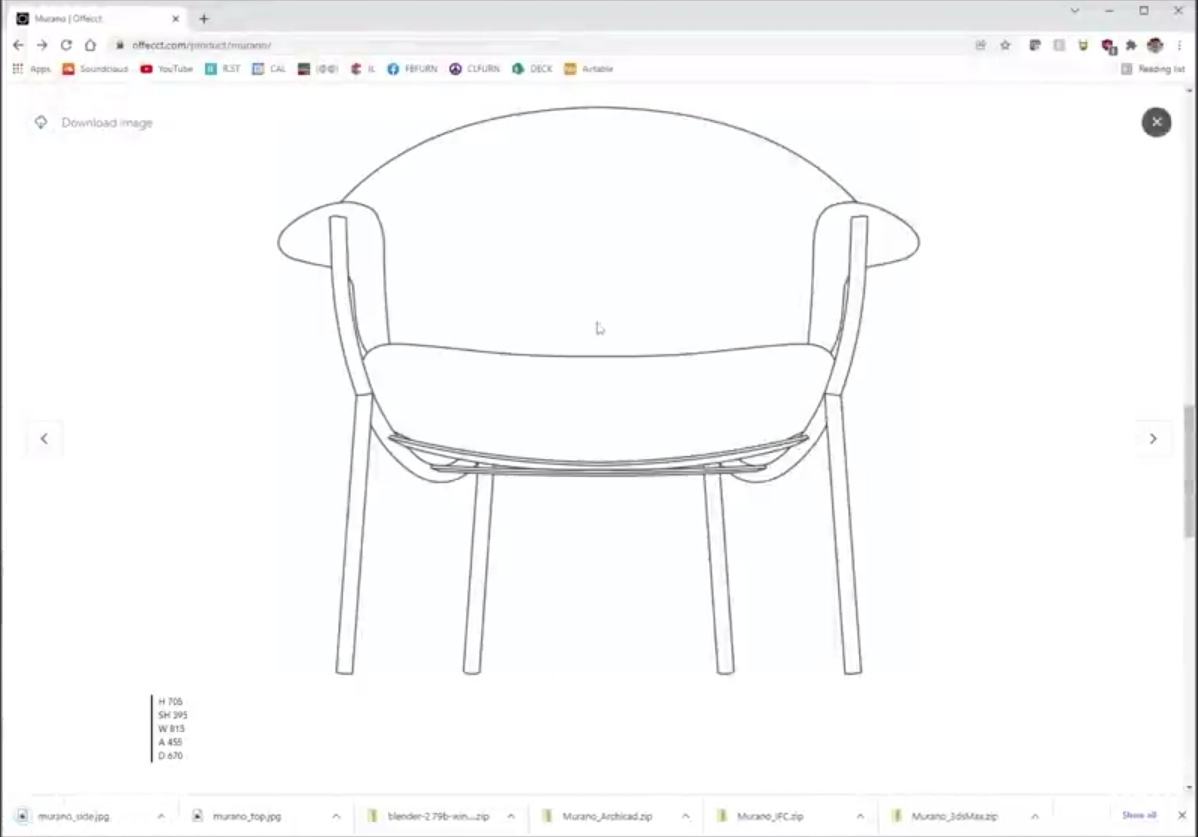 Murano | Offecct
offecct.com/product/murano/
Apps Soundcloud YouTube R.ST CAL (@@) IL FBFURN CLFURN DECK Airtable Reading list
Download image
H 705
SH 395
W 815
A 455
D 670
murano_side.jpg murano_top.jpg blender-2.79b-win....zip Murano_Archicad.zip Murano_IFC.zip Murano_3dsMax.zip Show all